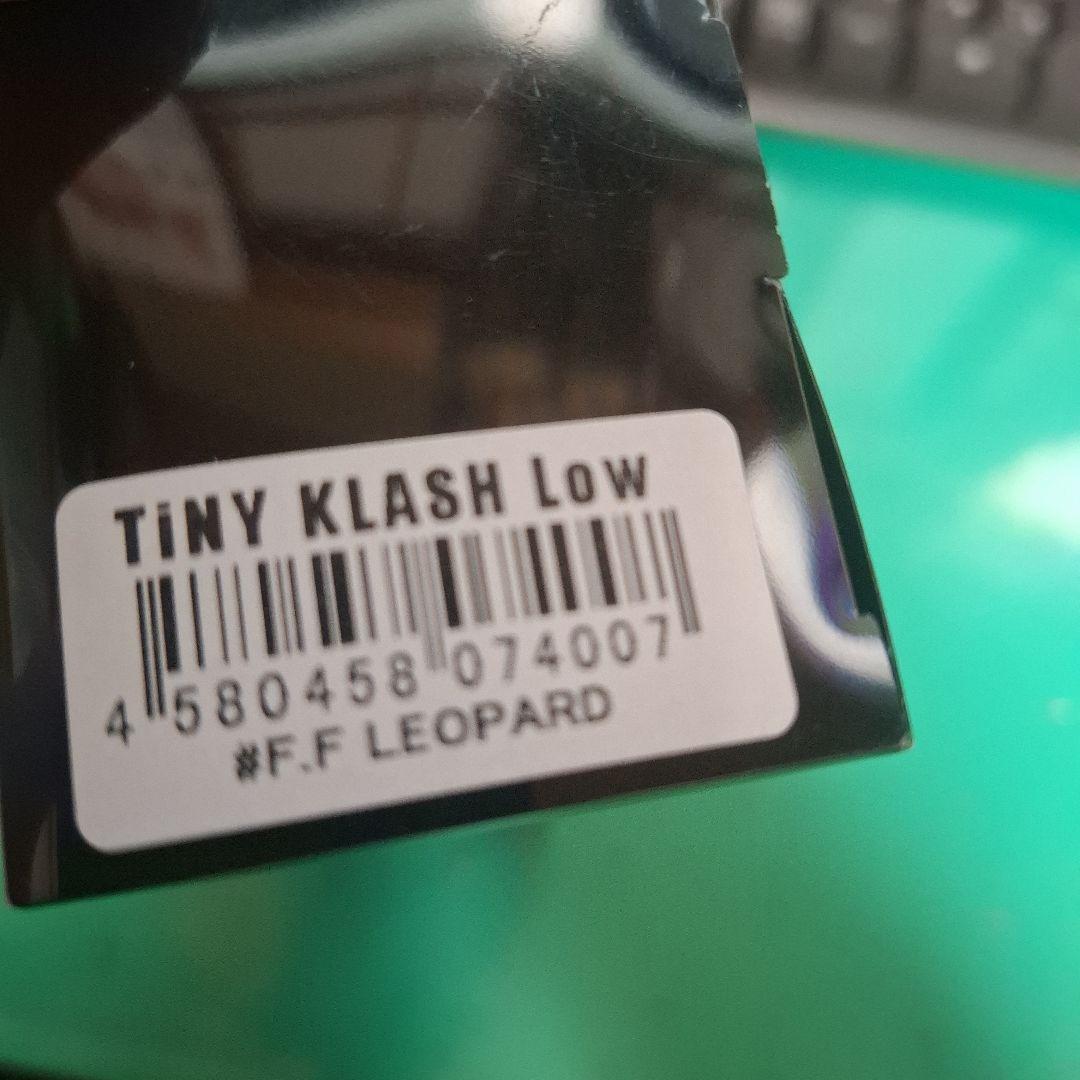 TiNY KLASH Low
4 580458 074007
#F.F LEOPARD